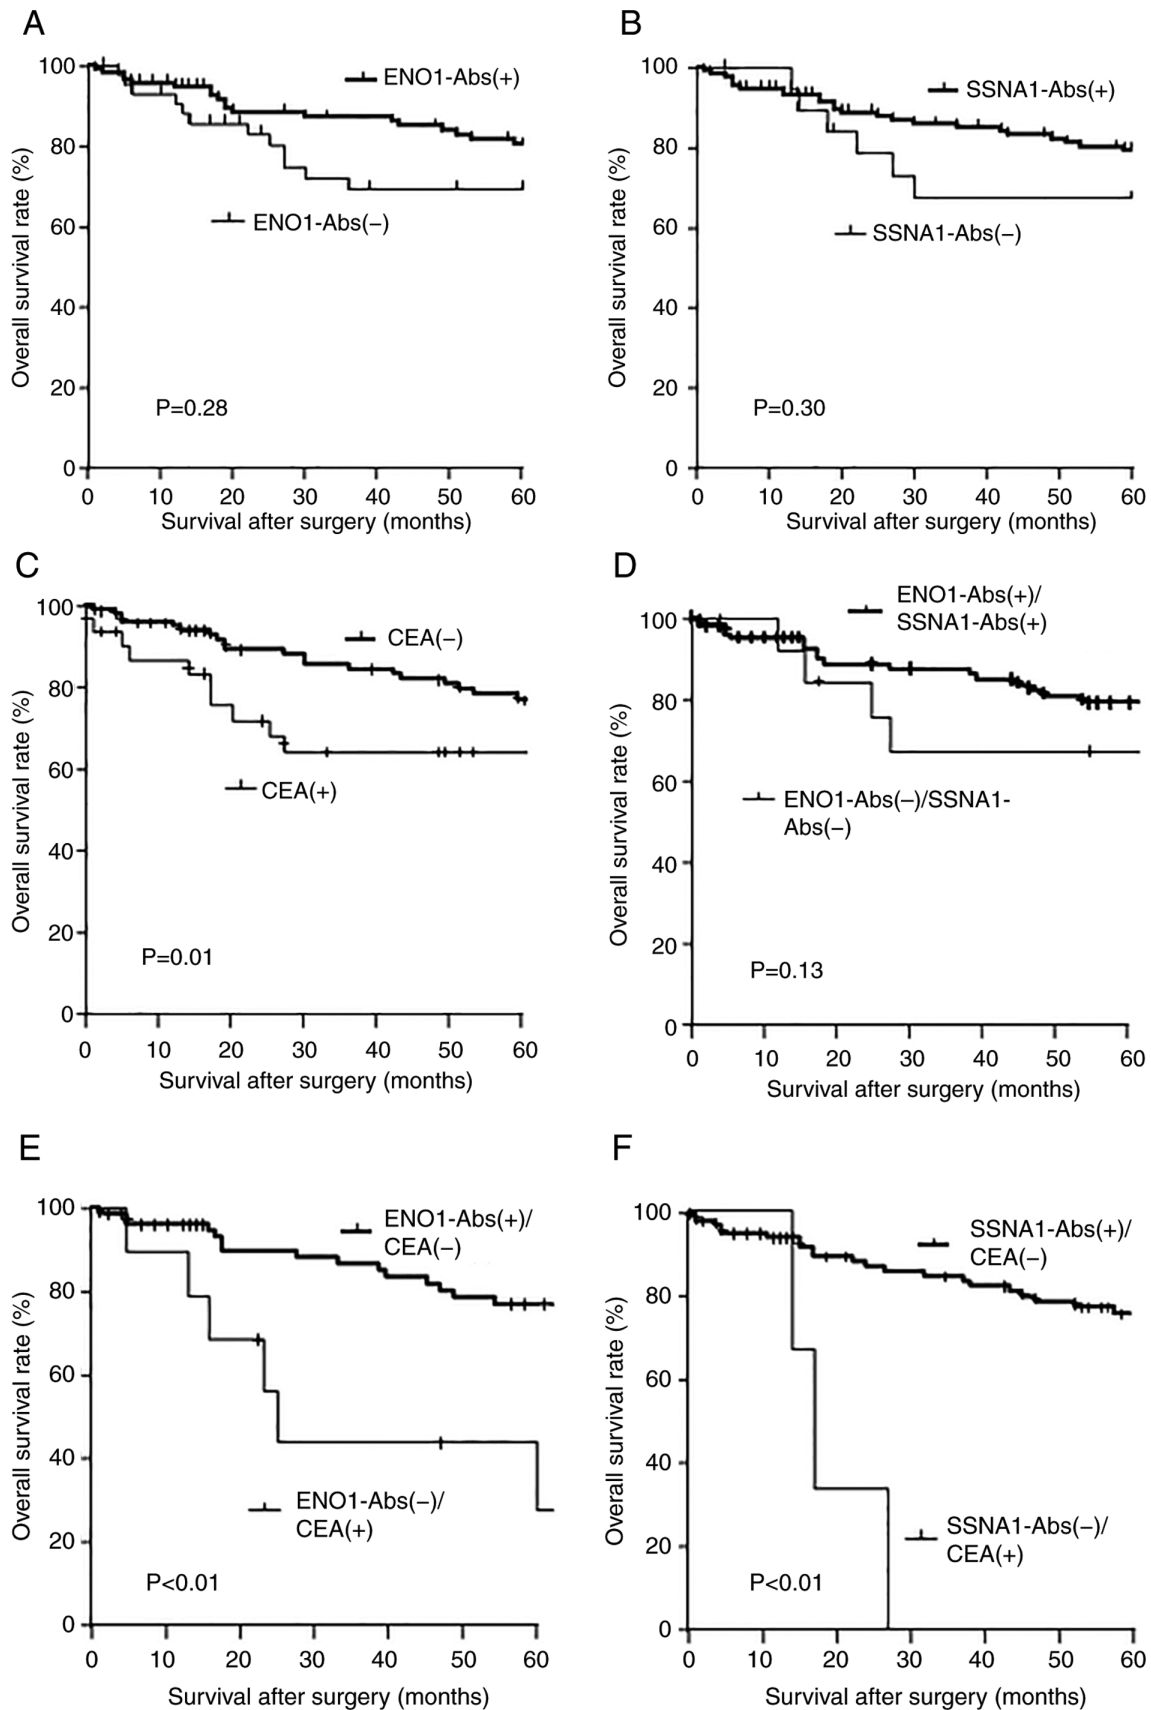 A
100
80
60
40
20
0
Overall survival rate (%)
ENO1-Abs(+)
ENO1-Abs(−)
P=0.28
0 10 20 30 40 50 60
Survival after surgery (months)
B
100
80
60
40
20
0
Overall survival rate (%)
SSNA1-Abs(+)
SSNA1-Abs(−)
P=0.30
0 10 20 30 40 50 60
Survival after surgery (months)
C
100
80
60
40
20
0
Overall survival rate (%)
CEA(−)
CEA(+)
P=0.01
0 10 20 30 40 50 60
Survival after surgery (months)
D
100
80
60
40
20
0
Overall survival rate (%)
ENO1-Abs(+)/
SSNA1-Abs(+)
ENO1-Abs(−)/SSNA1-
Abs(−)
P=0.13
0 10 20 30 40 50 60
Survival after surgery (months)
E
100
80
60
40
20
0
Overall survival rate (%)
ENO1-Abs(+)/
CEA(−)
ENO1-Abs(−)/
CEA(+)
P<0.01
0 10 20 30 40 50 60
Survival after surgery (months)
F
100
80
60
40
20
0
Overall survival rate (%)
SSNA1-Abs(+)/
CEA(−)
SSNA1-Abs(−)/
CEA(+)
P<0.01
0 10 20 30 40 50 60
Survival after surgery (months)